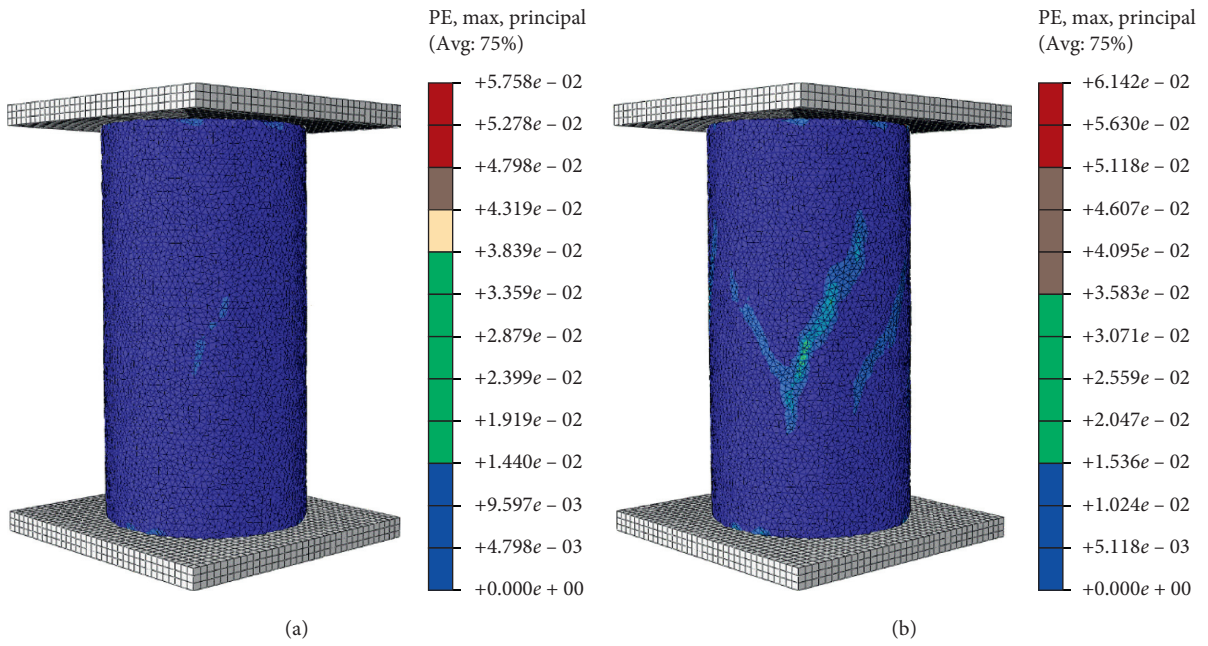 PE, max, principal
(Avg: 75%)
+5.758e – 02
+5.278e – 02
+4.798e – 02
+4.319e – 02
+3.839e – 02
+3.359e – 02
+2.879e – 02
+2.399e – 02
+1.919e – 02
+1.440e – 02
+9.597e – 03
+4.798e – 03
+0.000e + 00
(a)
PE, max, principal
(Avg: 75%)
+6.142e – 02
+5.630e – 02
+5.118e – 02
+4.607e – 02
+4.095e – 02
+3.583e – 02
+3.071e – 02
+2.559e – 02
+2.047e – 02
+1.536e – 02
+1.024e – 02
+5.118e – 03
+0.000e + 00
(b)